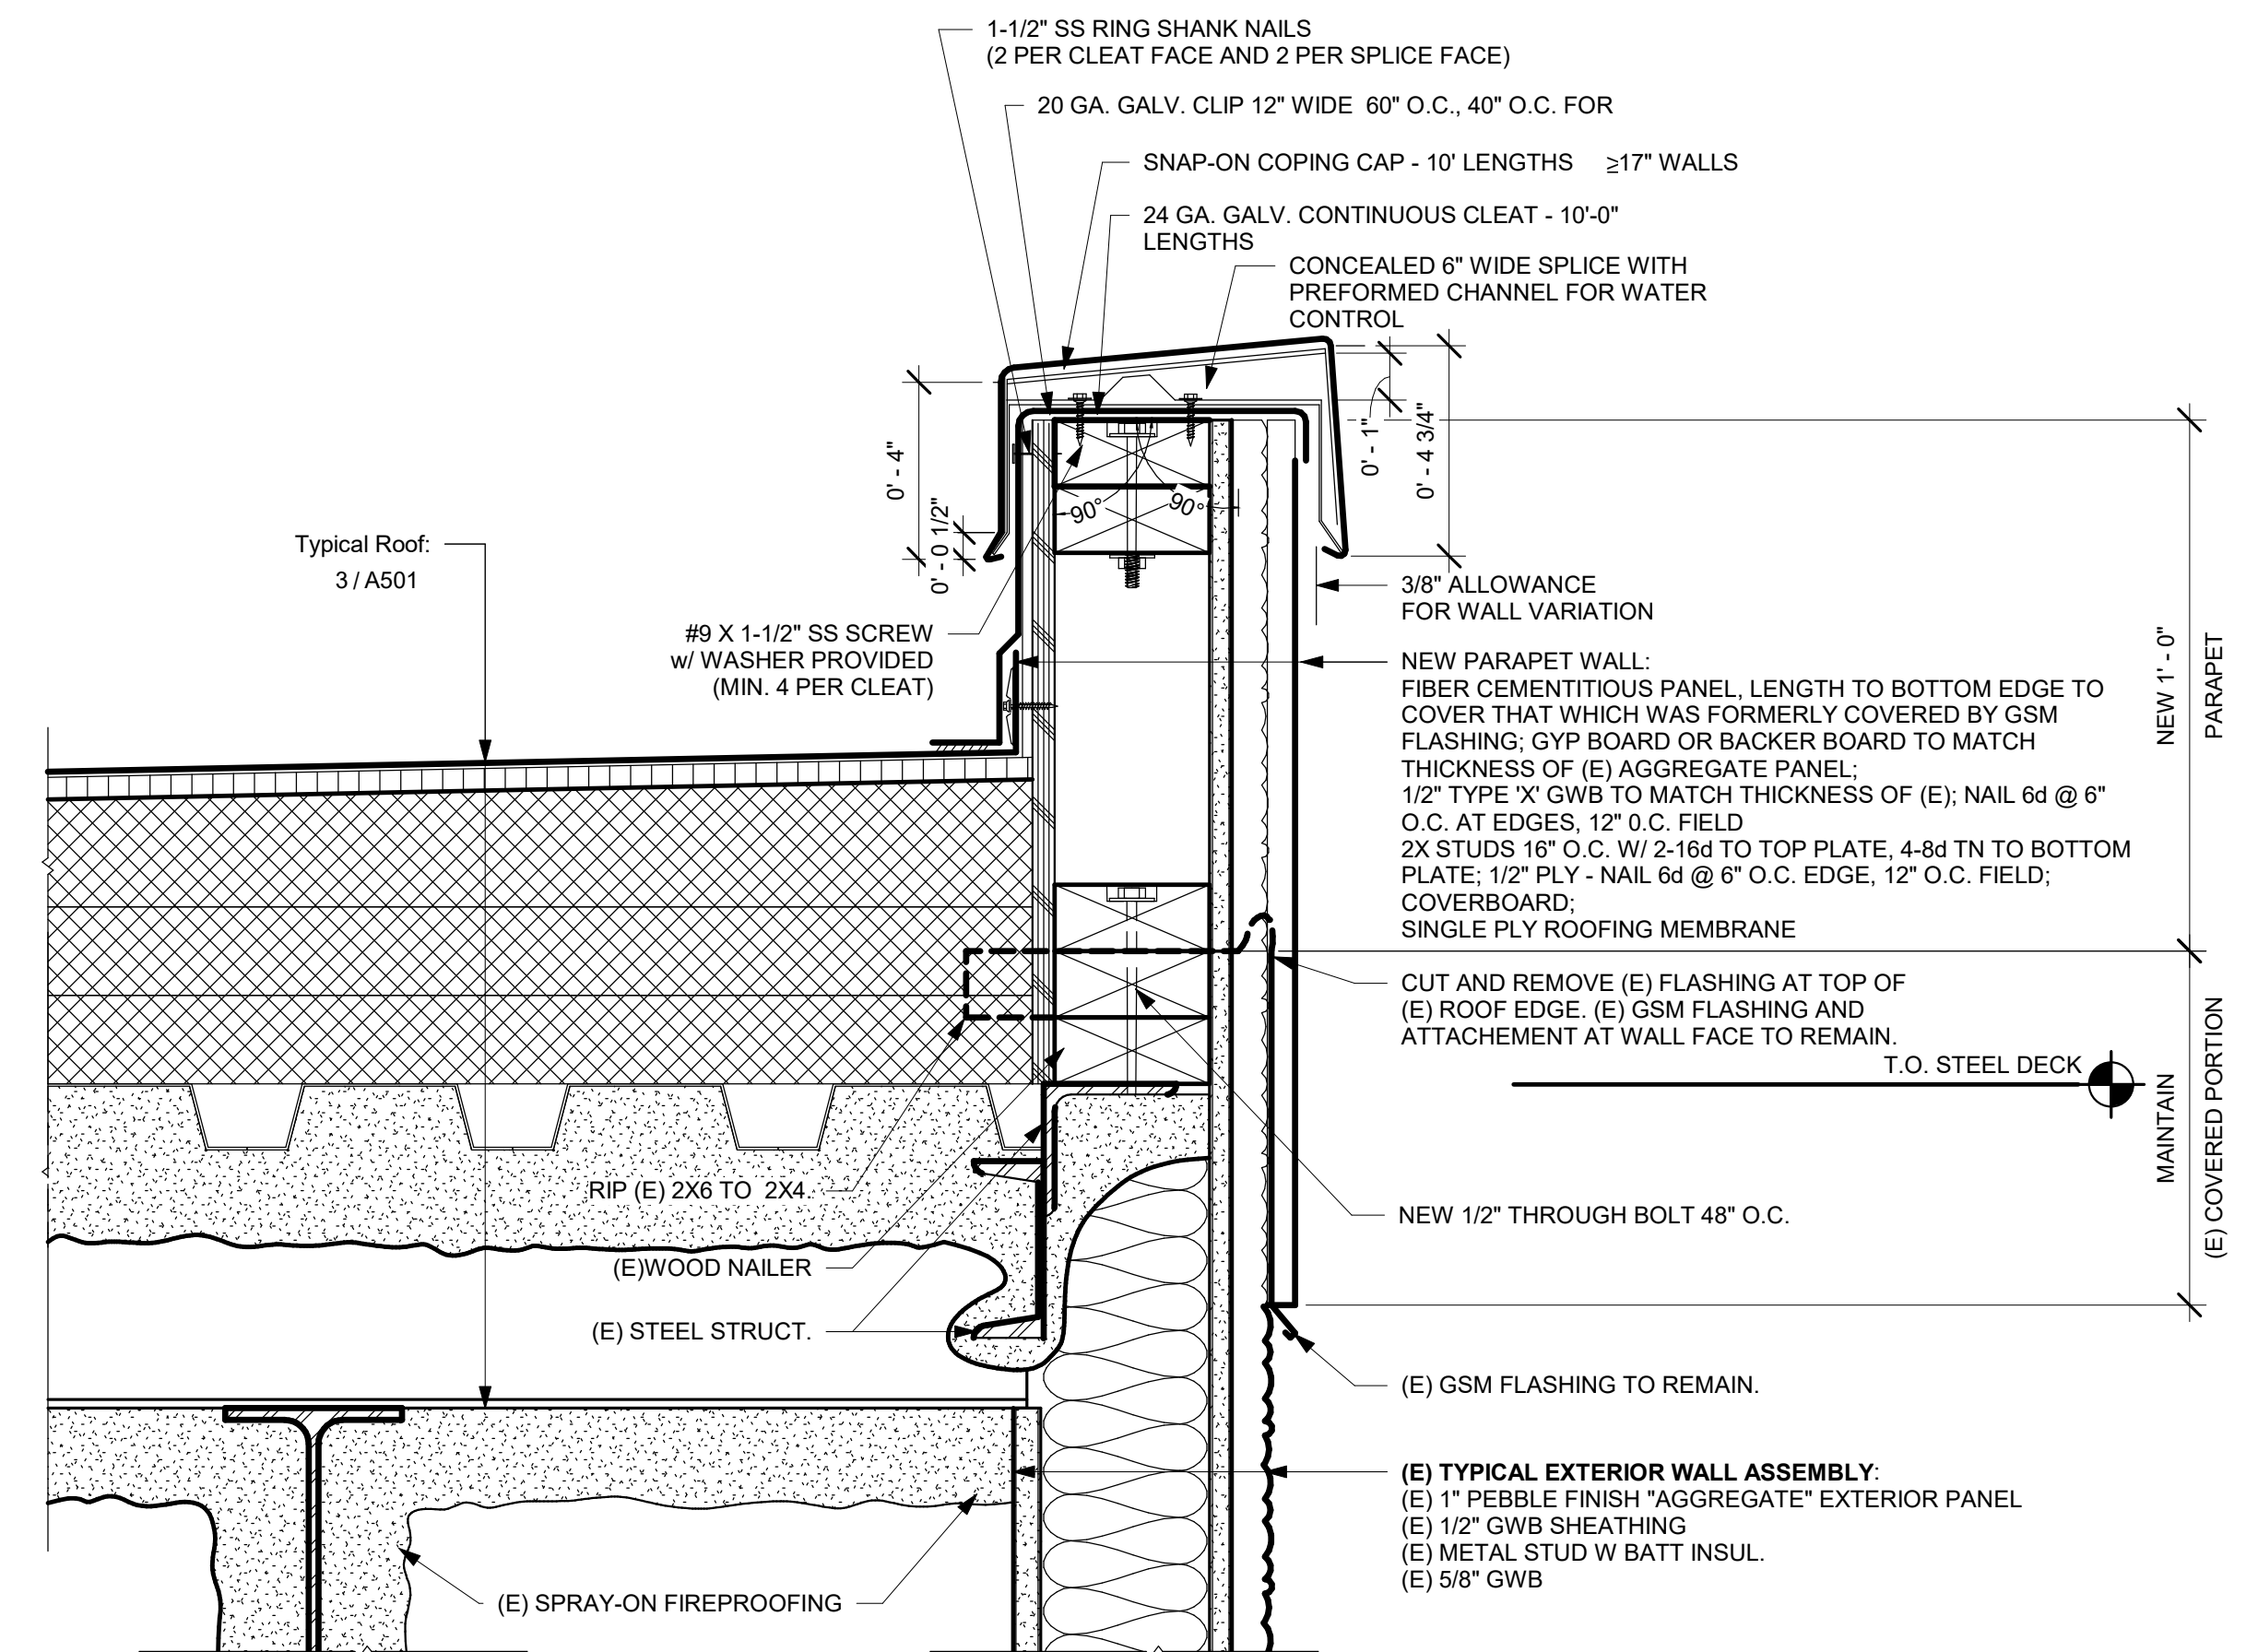 1-1/2" SS RING SHANK NAILS
(2 PER CLEAT FACE AND 2 PER SPLICE FACE)
20 GA. GALV. CLIP 12" WIDE  60" O.C., 40" O.C. FOR
SNAP-ON COPING CAP - 10' LENGTHS
≥17" WALLS
24 GA. GALV. CONTINUOUS CLEAT - 10'-0"
LENGTHS
CONCEALED 6" WIDE SPLICE WITH
PREFORMED CHANNEL FOR WATER
CONTROL
0' - 4"
0' - 0 1/2"
0' - 1"
0' - 4 3/4"
90°
90°
Typical Roof:
3 / A501
#9 X 1-1/2" SS SCREW
w/ WASHER PROVIDED
(MIN. 4 PER CLEAT)
3/8" ALLOWANCE
FOR WALL VARIATION
NEW PARAPET WALL:
FIBER CEMENTITIOUS PANEL, LENGTH TO BOTTOM EDGE TO
COVER THAT WHICH WAS FORMERLY COVERED BY GSM
FLASHING; GYP BOARD OR BACKER BOARD TO MATCH
THICKNESS OF (E) AGGREGATE PANEL;
1/2" TYPE 'X' GWB TO MATCH THICKNESS OF (E); NAIL 6d @ 6"
O.C. AT EDGES, 12" 0.C. FIELD
2X STUDS 16" O.C. W/ 2-16d TO TOP PLATE, 4-8d TN TO BOTTOM
PLATE; 1/2" PLY - NAIL 6d @ 6" O.C. EDGE, 12" O.C. FIELD;
COVERBOARD;
SINGLE PLY ROOFING MEMBRANE
NEW 1' - 0"
PARAPET
CUT AND REMOVE (E) FLASHING AT TOP OF
(E) ROOF EDGE. (E) GSM FLASHING AND
ATTACHEMENT AT WALL FACE TO REMAIN.
T.O. STEEL DECK
MAINTAIN
(E) COVERED PORTION
RIP (E) 2X6 TO  2X4.
NEW 1/2" THROUGH BOLT 48" O.C.
(E)WOOD NAILER
(E) STEEL STRUCT.
(E) GSM FLASHING TO REMAIN.
(E) TYPICAL EXTERIOR WALL ASSEMBLY:
(E) 1" PEBBLE FINISH "AGGREGATE" EXTERIOR PANEL
(E) 1/2" GWB SHEATHING
(E) METAL STUD W BATT INSUL.
(E) 5/8" GWB
(E) SPRAY-ON FIREPROOFING